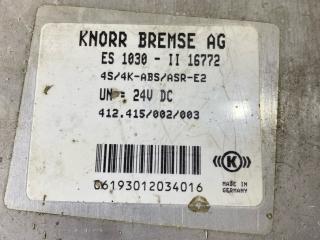 KNORR BREMSE AG
ES 1030 - II 16772
4S/4K-ABS/ASR-E2
UN = 24V DC
412.415/002/003
K
MADE IN
GERMANY
C6193012034016